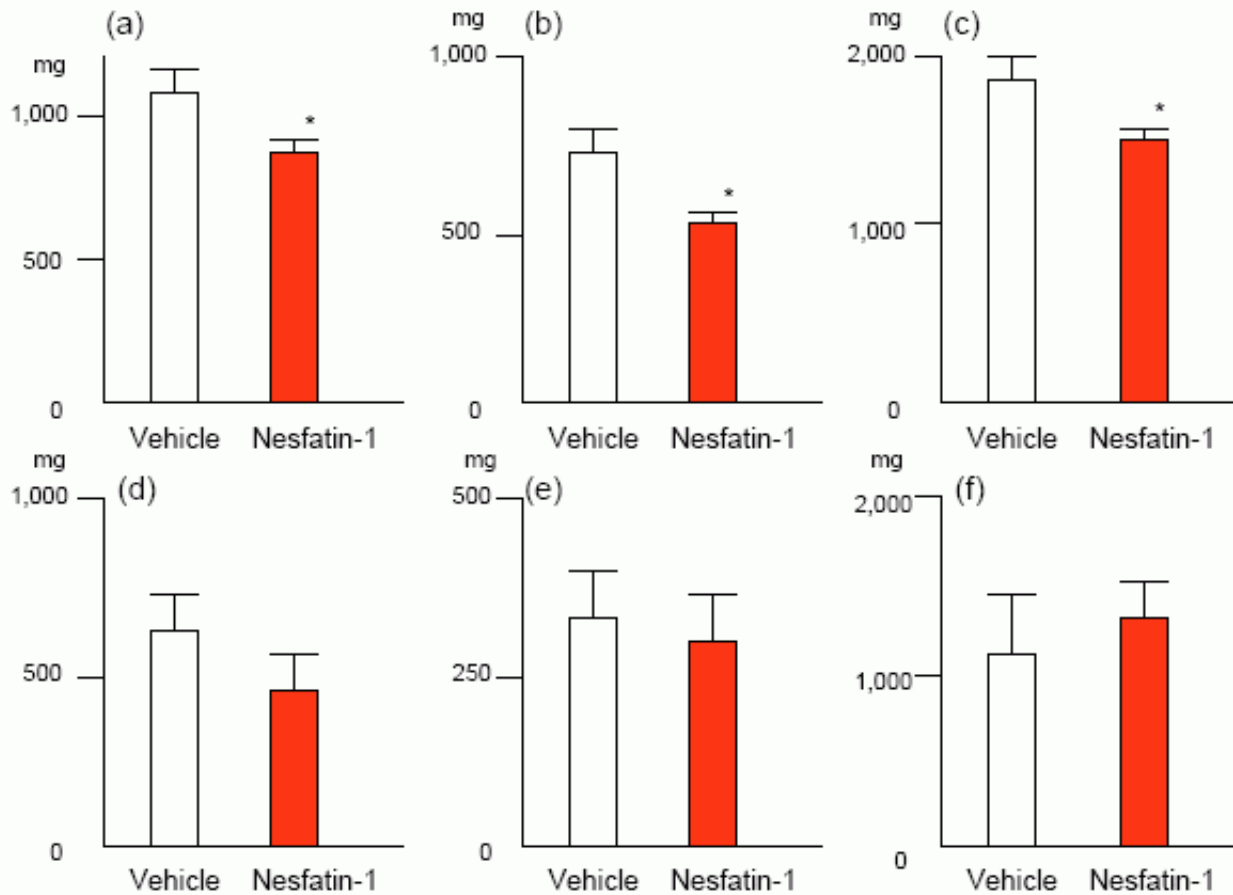 (a)
mg
1,000
*
500
0
Vehicle Nesfatin-1
(b)
mg
1,000
*
500
0
Vehicle Nesfatin-1
(c)
mg
2,000
*
1,000
0
Vehicle Nesfatin-1
(d)
mg
1,000
500
0
Vehicle Nesfatin-1
(e)
mg
500
250
0
Vehicle Nesfatin-1
(f)
mg
2,000
1,000
0
Vehicle Nesfatin-1